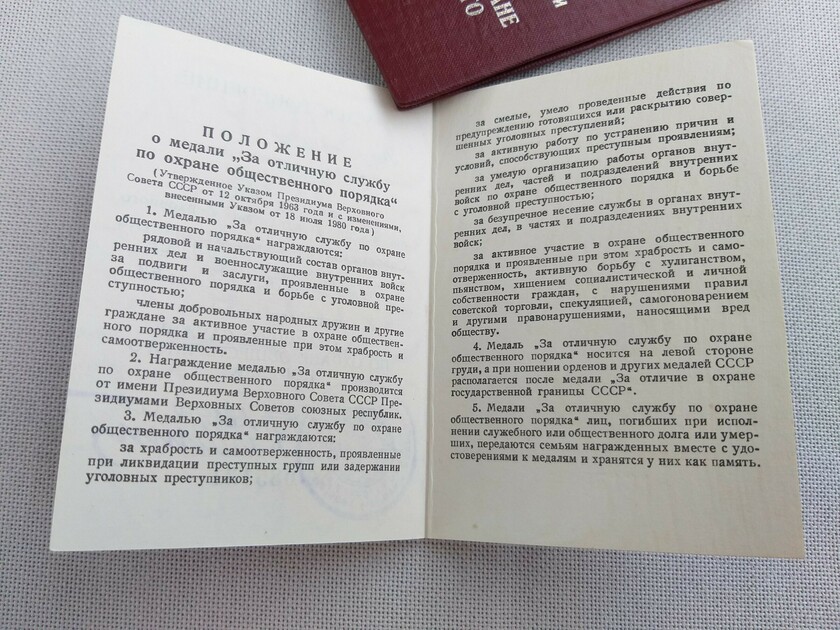 ПОЛОЖЕНИЕ
о медали „За отличную службу
по охране общественного порядка“
(Утвержденное Указом Президиума Верховного
Совета СССР от 12 октября 1963 года и с изменениями,
внесенными Указом от 18 июля 1980 года)
1. Медалью „За отличную службу по охране
общественного порядка“ награждаются:
рядовой и начальствующий состав органов внут-
ренних дел и военнослужащие внутренних войск
за подвиги и заслуги, проявленные в охране
общественного порядка и борьбе с уголовной пре-
ступностью;
члены добровольных народных дружин и другие
граждане за активное участие в охране обществен-
ного порядка и проявленные при этом храбрость и
самоотверженность.
2. Награждение медалью „За отличную службу
по охране общественного порядка“ производится
от имени Президиума Верховного Совета СССР Пре-
зидиумами Верховных Советов союзных республик.
3. Медалью „За отличную службу по охране
общественного порядка“ награждаются:
за храбрость и самоотверженность, проявленные
при ликвидации преступных групп или задержании
уголовных преступников;
за смелые, умело проведенные действия по
предупреждению готовящихся или раскрытию совер-
шенных уголовных преступлений;
за активную работу по устранению причин и
условий, способствующих преступным проявлениям;
за умелую организацию работы органов внут-
ренних дел, частей и подразделений внутренних
войск по охране общественного порядка и борьбе
с уголовной преступностью;
за безупречное несение службы в органах внут-
ренних дел, в частях и подразделениях внутренних
войск;
за активное участие в охране общественного
порядка и проявленные при этом храбрость и само-
отверженность, активную борьбу с хулиганством,
пьянством, хищением социалистической и личной
собственности граждан, с нарушениями правил
советской торговли, спекуляцией, самогоноварением
и другими правонарушениями, наносящими вред
обществу.
4. Медаль „За отличную службу по охране
общественного порядка“ носится на левой стороне
груди, а при ношении орденов и других медалей СССР
располагается после медали „За отличие в охране
государственной границы СССР“.
5. Медали „За отличную службу по охране
общественного порядка“ лиц, погибших при испол-
нении служебного или общественного долга или умер-
ших, передаются семьям награжденных вместе с удо-
стоверениями к медалям и хранятся у них как память.